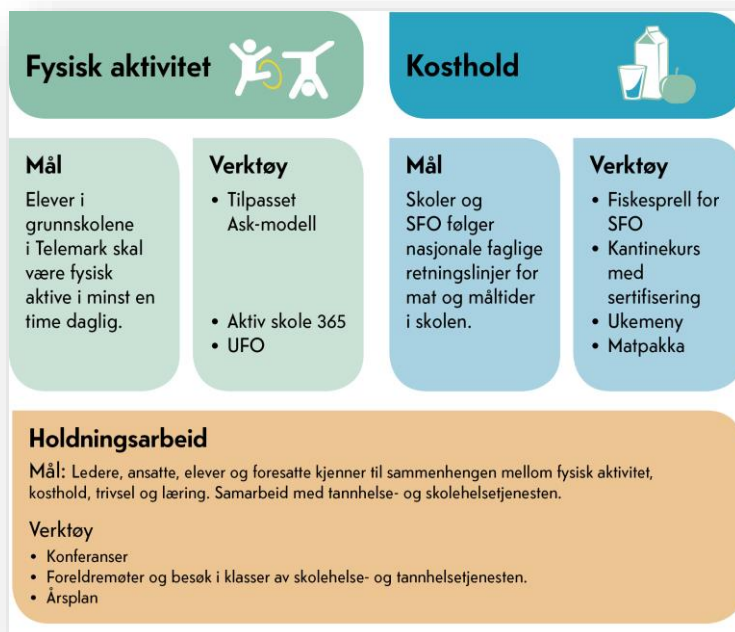 Fysisk aktivitet
Kosthold
Mål
Elever i
grunnskolene
i Telemark skal
være fysisk
aktive i minst en
time daglig.
Verktøy
• Tilpasset
Ask-modell
• Aktiv skole 365
• UFO
Mål
Skoler og
SFO følger
nasjonale faglige
retningslinjer for
mat og måltider
i skolen.
Verktøy
• Fiskesprell for
SFO
• Kantinekurs
med
sertifisering
• Ukemeny
• Matpakka
Holdningsarbeid
Mål: Ledere, ansatte, elever og foresatte kjenner til sammenhengen mellom fysisk aktivitet,
kosthold, trivsel og læring. Samarbeid med tannhelse- og skolehelsetjenesten.
Verktøy
• Konferanser
• Foreldremøter og besøk i klasser av skolehelse- og tannhelsetjenesten.
• Årsplan